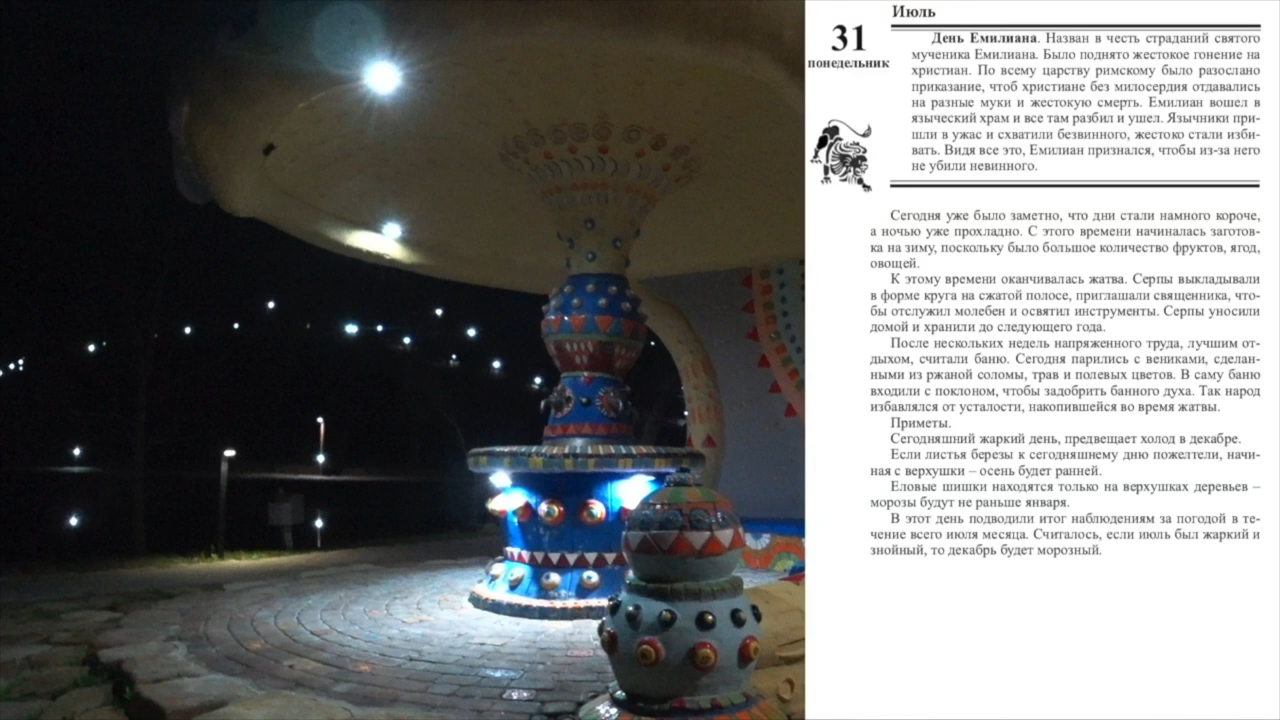 Июль
31
понедельник
День Емилиана. Назван в честь страданий святого
мученика Емилиана. Было поднято жестокое гонение на
христиан. По всему царству римскому было разослано
приказание, чтоб христиане без милосердия отдавались
на разные муки и жестокую смерть. Емилиан вошел в
языческий храм и все там разбил и ушел. Язычники при-
шли в ужас и схватили безвинного, жестоко стали изби-
вать. Видя все это, Емилиан признался, чтобы из-за него
не убили невинного.
Сегодня уже было заметно, что дни стали намного короче,
а ночью уже прохладно. С этого времени начиналась заготов-
ка на зиму, поскольку было большое количество фруктов, ягод,
овощей.
К этому времени оканчивалась жатва. Серпы выкладывали
в форме круга на сжатой полосе, приглашали священника, что-
бы отслужил молебен и освятил инструменты. Серпы уносили
домой и хранили до следующего года.
После нескольких недель напряженного труда, лучшим от-
дыхом, считали баню. Сегодня парились с вениками, сделан-
ными из ржаной соломы, трав и полевых цветов. В саму баню
входили с поклоном, чтобы задобрить банного духа. Так народ
избавлялся от усталости, накопившейся во время жатвы.
Приметы.
Сегодняшний жаркий день, предвещает холод в декабре.
Если листья березы к сегодняшнему дню пожелтели, начи-
ная с верхушки – осень будет ранней.
Еловые шишки находятся только на верхушках деревьев –
морозы будут не раньше января.
В этот день подводили итог наблюдениям за погодой в те-
чение всего июля месяца. Считалось, если июль был жаркий и
знойный, то декабрь будет морозный.